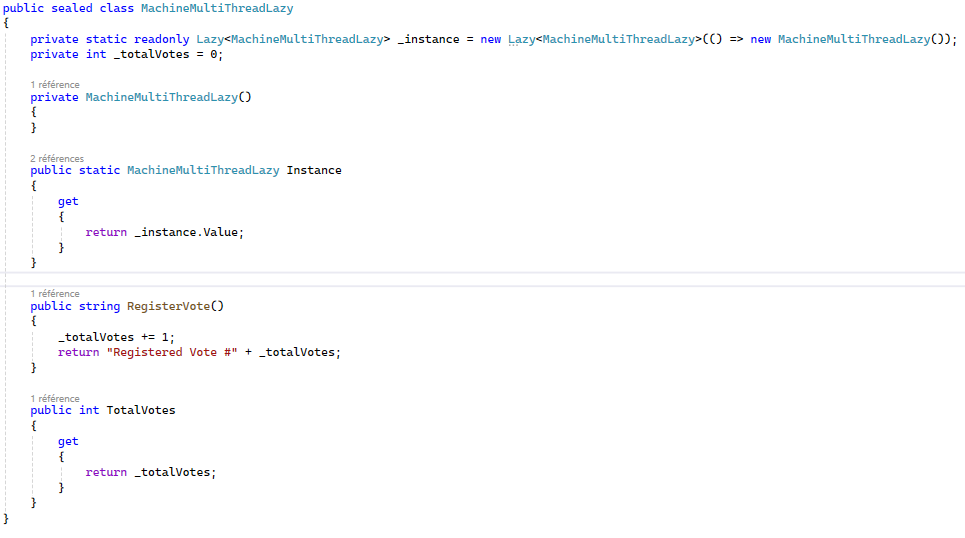 public sealed class MachineMultiThreadLazy
{
    private static readonly Lazy<MachineMultiThreadLazy> _instance = new Lazy<MachineMultiThreadLazy>(() => new MachineMultiThreadLazy());
    private int _totalVotes = 0;
    1 référence
    private MachineMultiThreadLazy()
    {
    }
    2 références
    public static MachineMultiThreadLazy Instance
    {
        get
        {
            return _instance.Value;
        }
    }
    1 référence
    public string RegisterVote()
    {
        _totalVotes += 1;
        return "Registered Vote #" + _totalVotes;
    }
    1 référence
    public int TotalVotes
    {
        get
        {
            return _totalVotes;
        }
    }
}